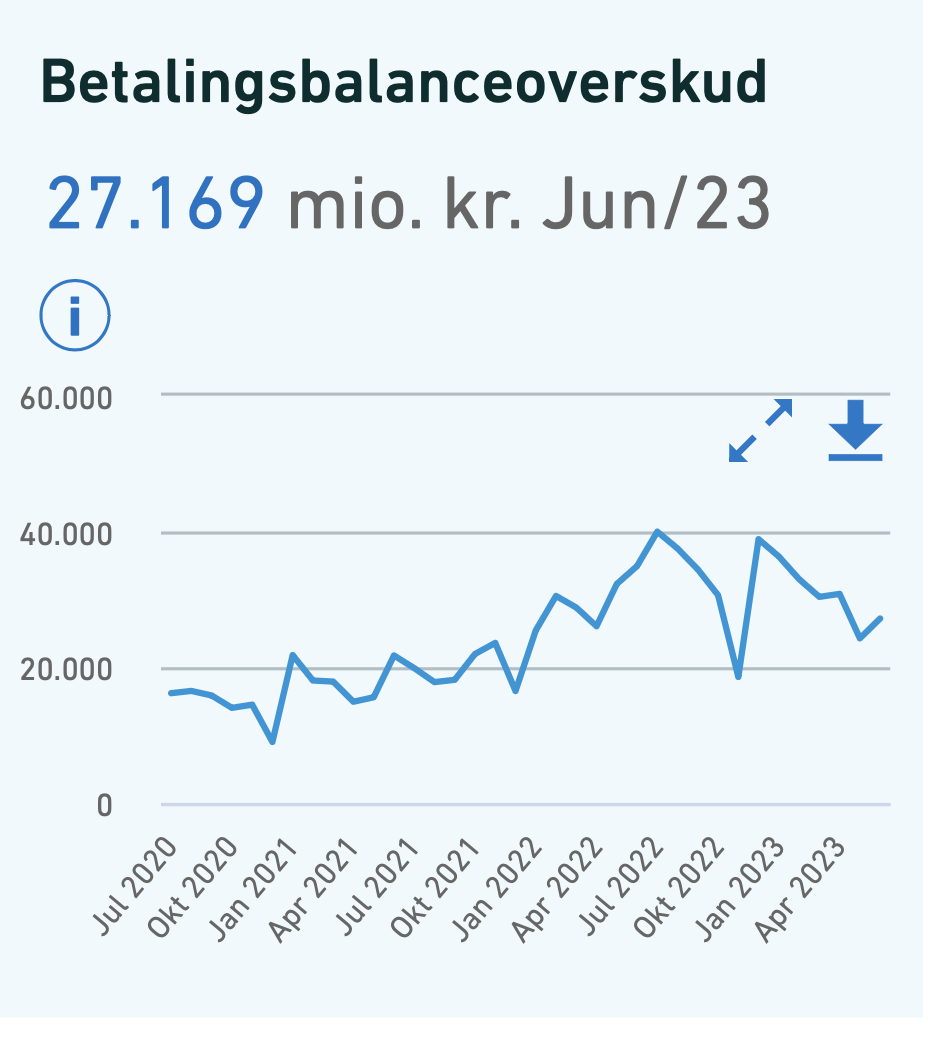 Betalingsbalanceoverskud
27.169 mio. kr. Jun/23
i
60.000
40.000
20.000
0
Jul 2020
Okt 2020
Jan 2021
Apr 2021
Jul 2021
Okt 2021
Jan 2022
Apr 2022
Jul 2022
Okt 2022
Jan 2023
Apr 2023